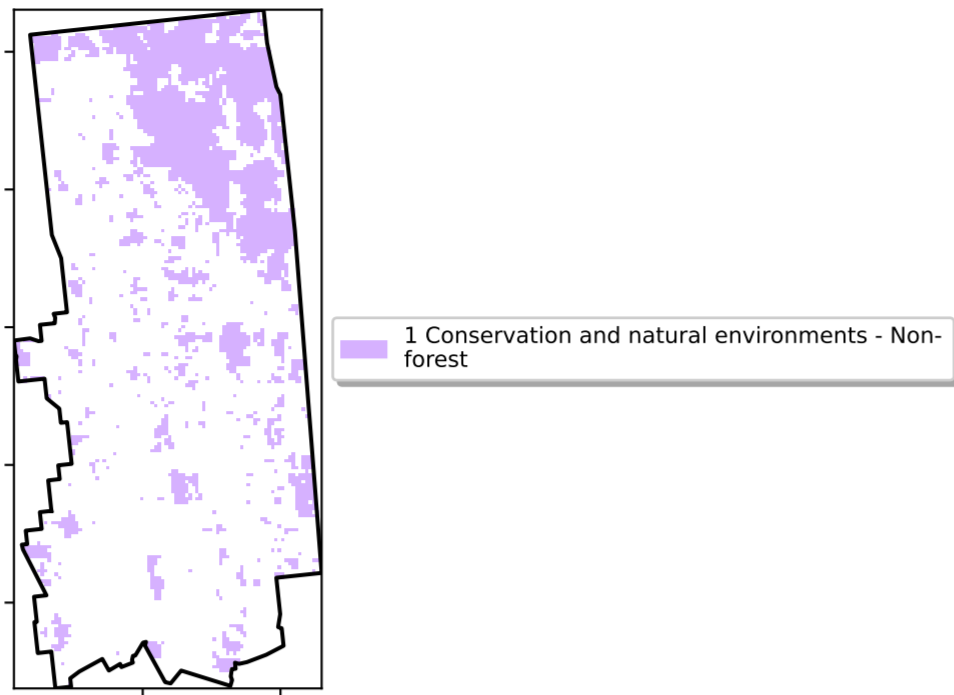 1 Conservation and natural environments - Non-
forest